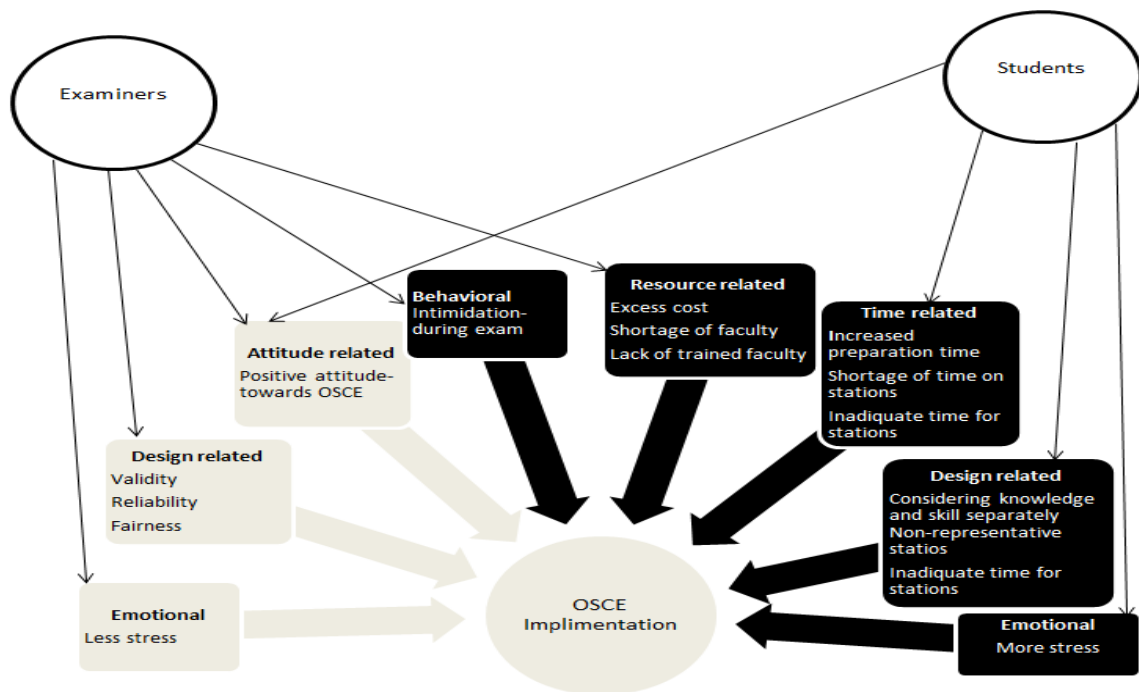 Examiners
Students
Behavioral
Intimidation-
during exam
Resource related
Excess cost
Shortage of faculty
Lack of trained faculty
Time related
Increased
preparation time
Shortage of time on
stations
Inadiquate time for
stations
Attitude related
Positive attitude-
towards OSCE
Design related
Validity
Reliability
Fairness
Design related
Considering knowledge
and skill separately
Non-representative
statios
Inadiquate time for
stations
Emotional
Less stress
OSCE
Implimentation
Emotional
More stress